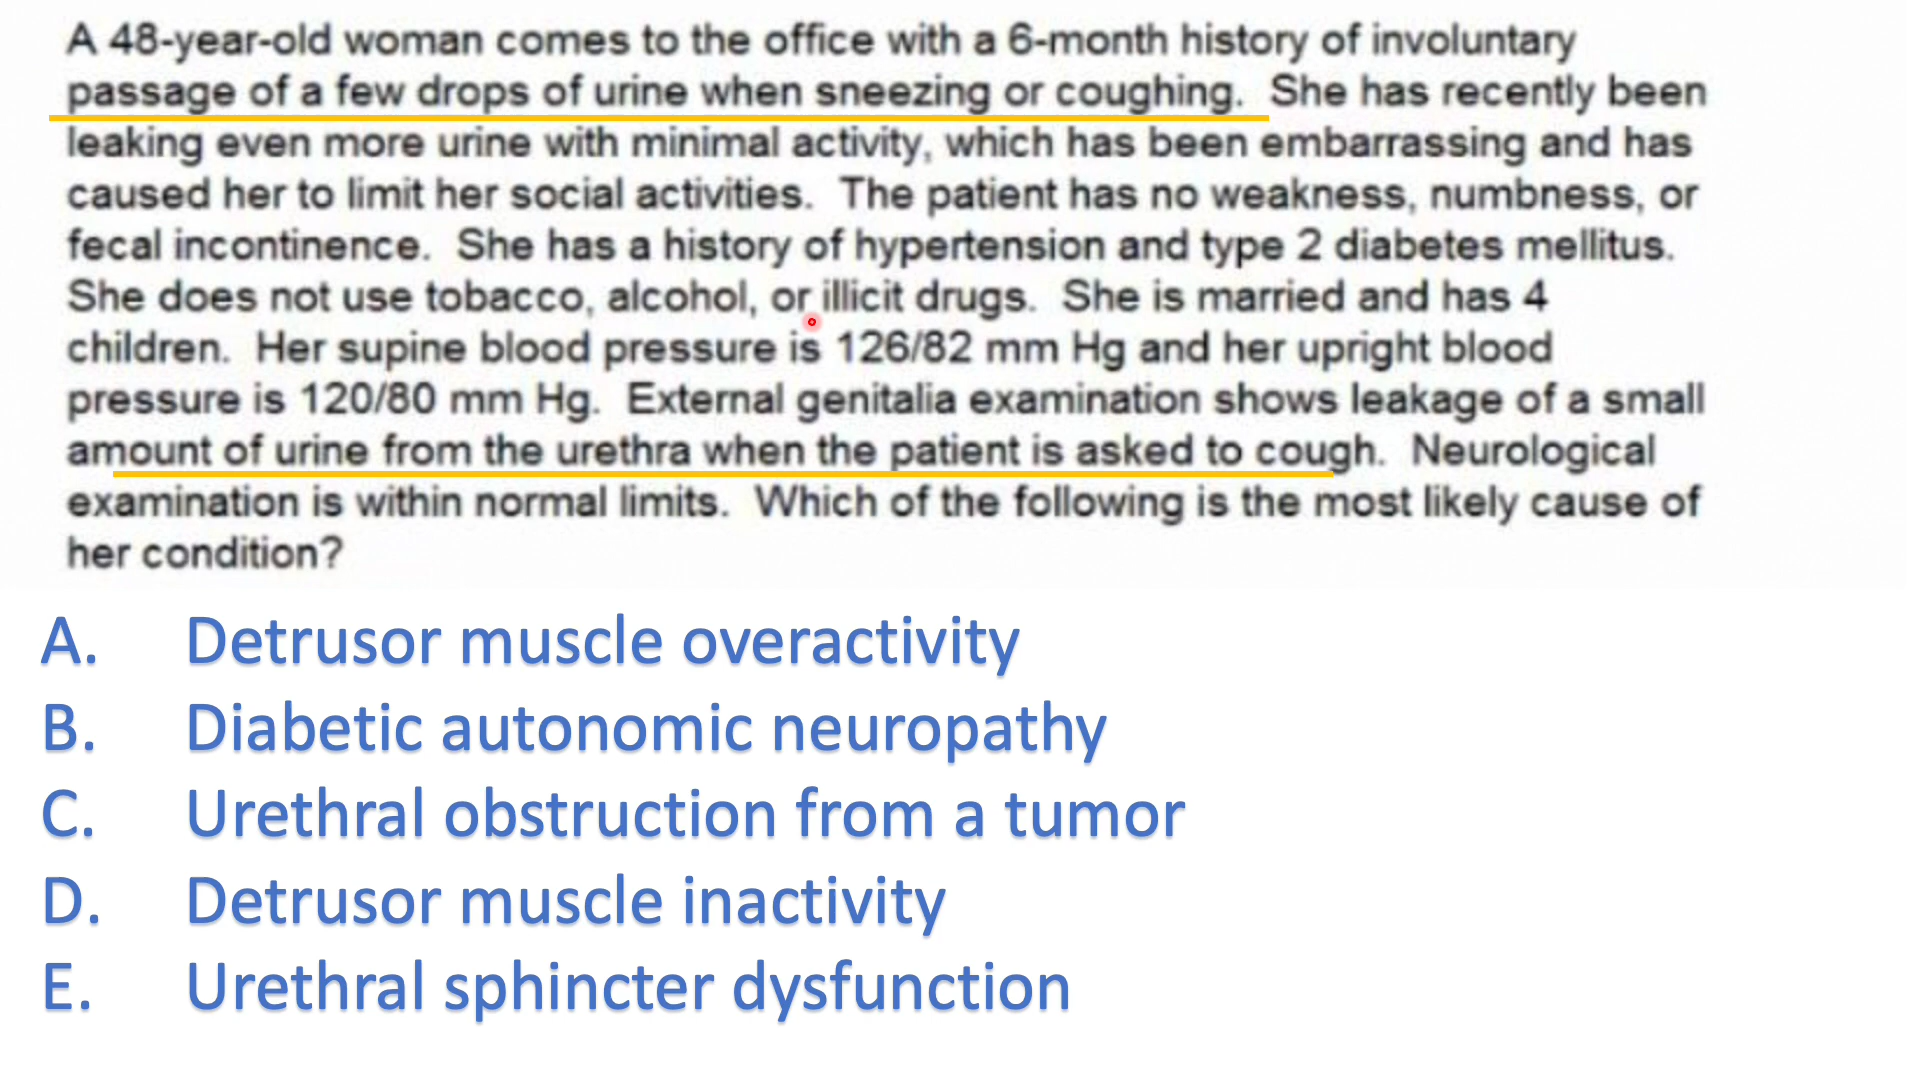 A 48-year-old woman comes to the office with a 6-month history of involuntary
passage of a few drops of urine when sneezing or coughing. She has recently been
leaking even more urine with minimal activity, which has been embarrassing and has
caused her to limit her social activities. The patient has no weakness, numbness, or
fecal incontinence. She has a history of hypertension and type 2 diabetes mellitus.
She does not use tobacco, alcohol, or illicit drugs. She is married and has 4
children. Her supine blood pressure is 126/82 mm Hg and her upright blood
pressure is 120/80 mm Hg. External genitalia examination shows leakage of a small
amount of urine from the urethra when the patient is asked to cough. Neurological
examination is within normal limits. Which of the following is the most likely cause of
her condition?
A. Detrusor muscle overactivity
B. Diabetic autonomic neuropathy
C. Urethral obstruction from a tumor
D. Detrusor muscle inactivity
E. Urethral sphincter dysfunction